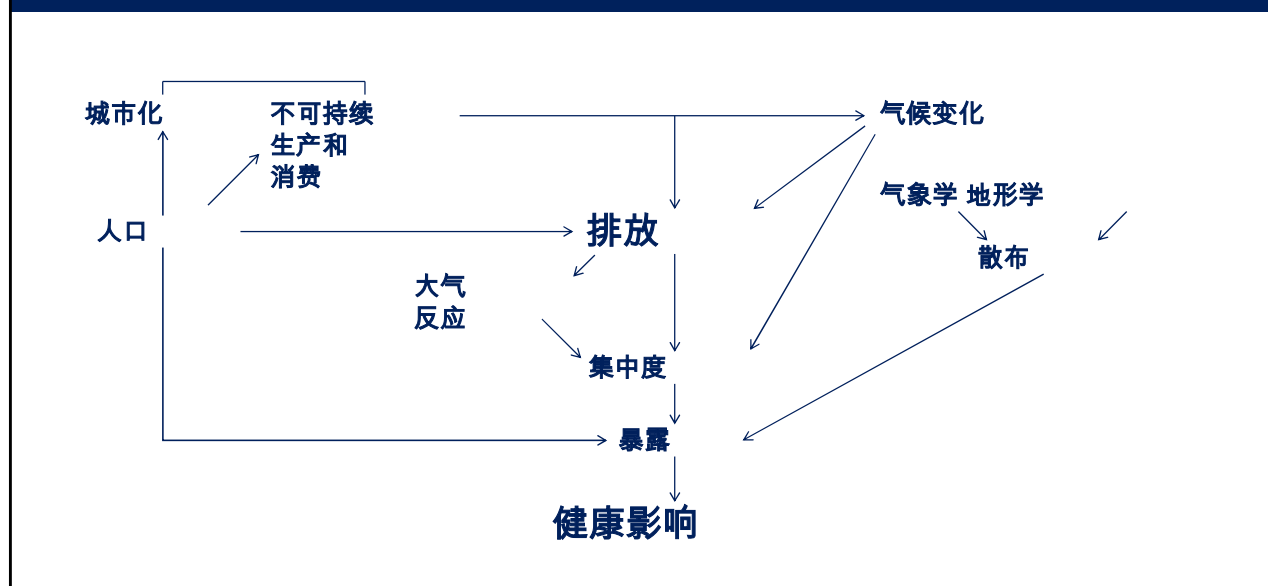 城市化
不可持续
生产和
消费
气候变化
气象学 地形学
人口
排放
散布
大气
反应
集中度
暴露
健康影响